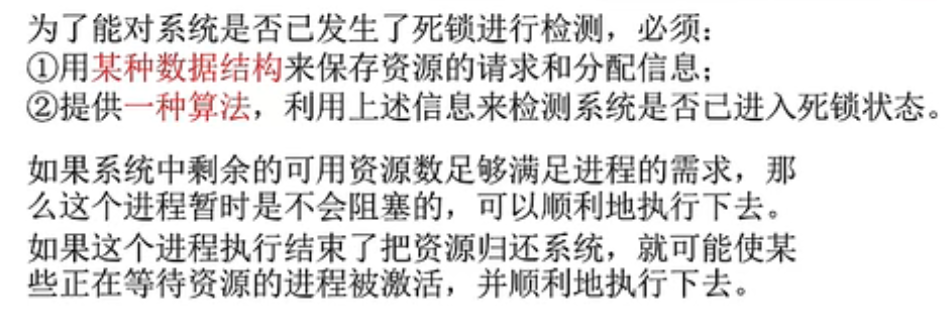 为了能对系统是否已发生了死锁进行检测，必须：
①用某种数据结构来保存资源的请求和分配信息；
②提供一种算法，利用上述信息来检测系统是否已进入死锁状态。
如果系统中剩余的可用资源数足够满足进程的需求，那
么这个进程暂时是不会阻塞的，可以顺利地执行下去。
如果这个进程执行结束了把资源归还系统，就可能使某
些正在等待资源的进程被激活，并顺利地执行下去。